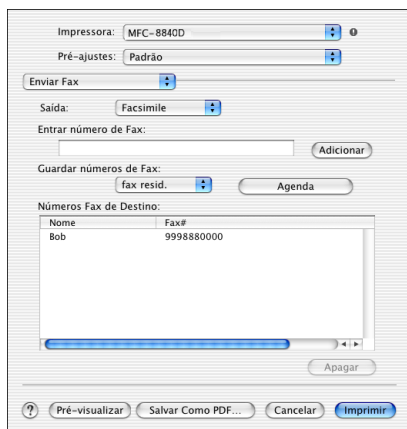 Impressora: MFC-8840D
Pré-ajustes: Padrão
Enviar Fax
Saída: Facsimile
Entrar número de Fax:
Adicionar
Guardar números de Fax:
fax resid. Agenda
Números Fax de Destino:
Nome Fax#
Bob 9998880000
Apagar
? Pré-visualizar Salvar Como PDF... Cancelar Imprimir